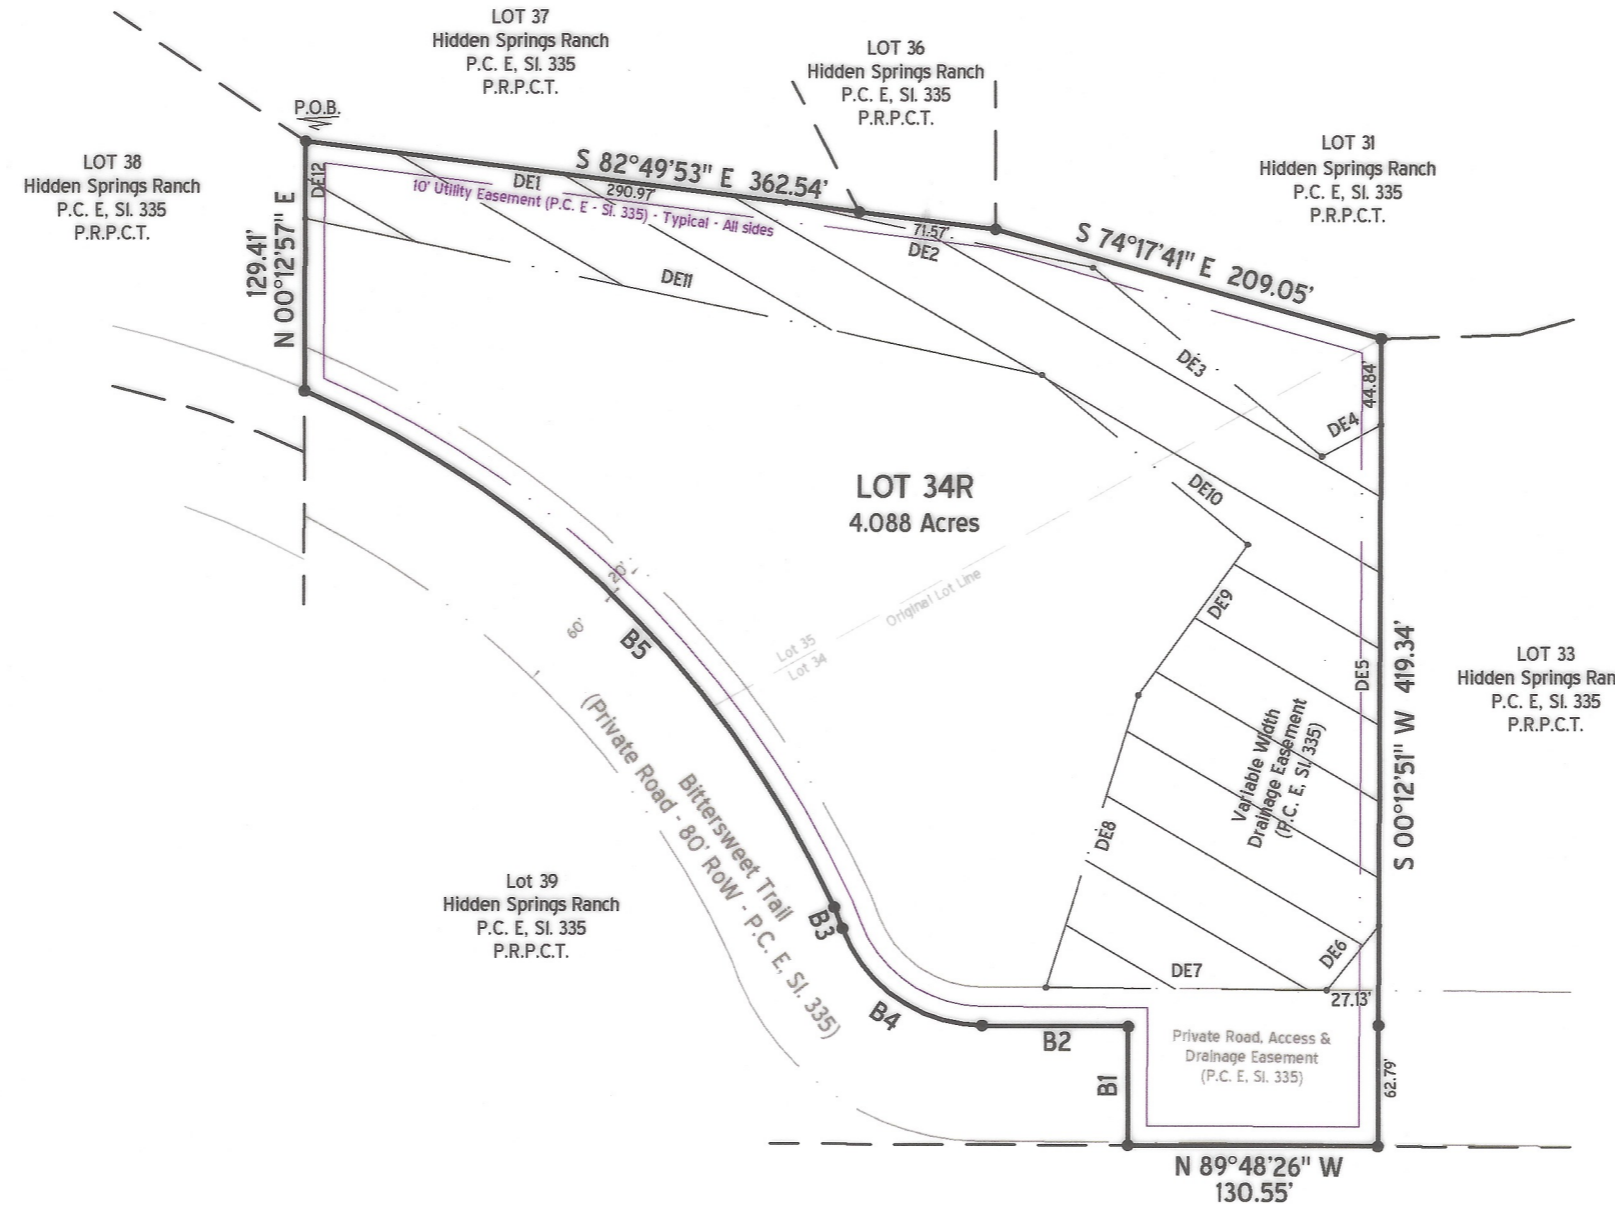 LOT 37
Hidden Springs Ranch
P.C. E, Sl. 335
P.R.P.C.T.
LOT 36
Hidden Springs Ranch
P.C. E, Sl. 335
P.R.P.C.T.
P.O.B.
LOT 31
Hidden Springs Ranch
P.C. E, Sl. 335
P.R.P.C.T.
LOT 38
Hidden Springs Ranch
P.C. E, Sl. 335
P.R.P.C.T.
S 82°49'53" E 362.54'
DE12
DE1
290.97'
10' Utility Easement (P.C. E - Sl. 335) - Typical - All sides
71.57'
DE2
S 74°17'41" E 209.05'
129.41'
N 00°12'57" E
DE11
DE3
44.84'
DE4
LOT 34R
4.088 Acres
DE10
20'
60'
B5
Original Lot Line
Lot 35
Lot 34
DE9
DE5
S 00°12'51" W 419.34'
LOT 33
Hidden Springs Ran
P.C. E, Sl. 335
P.R.P.C.T.
Variable Width
Drainage Easement
(P.C. E, Sl. 335)
Bittersweet Trail
(Private Road - 80' RoW - P.C. E, Sl. 335)
DE8
Lot 39
Hidden Springs Ranch
P.C. E, Sl. 335
P.R.P.C.T.
B3
DE6
DE7
27.13'
B4
B2
Private Road, Access &
Drainage Easement
(P.C. E, Sl. 335)
B1
62.79'
N 89°48'26" W
130.55'